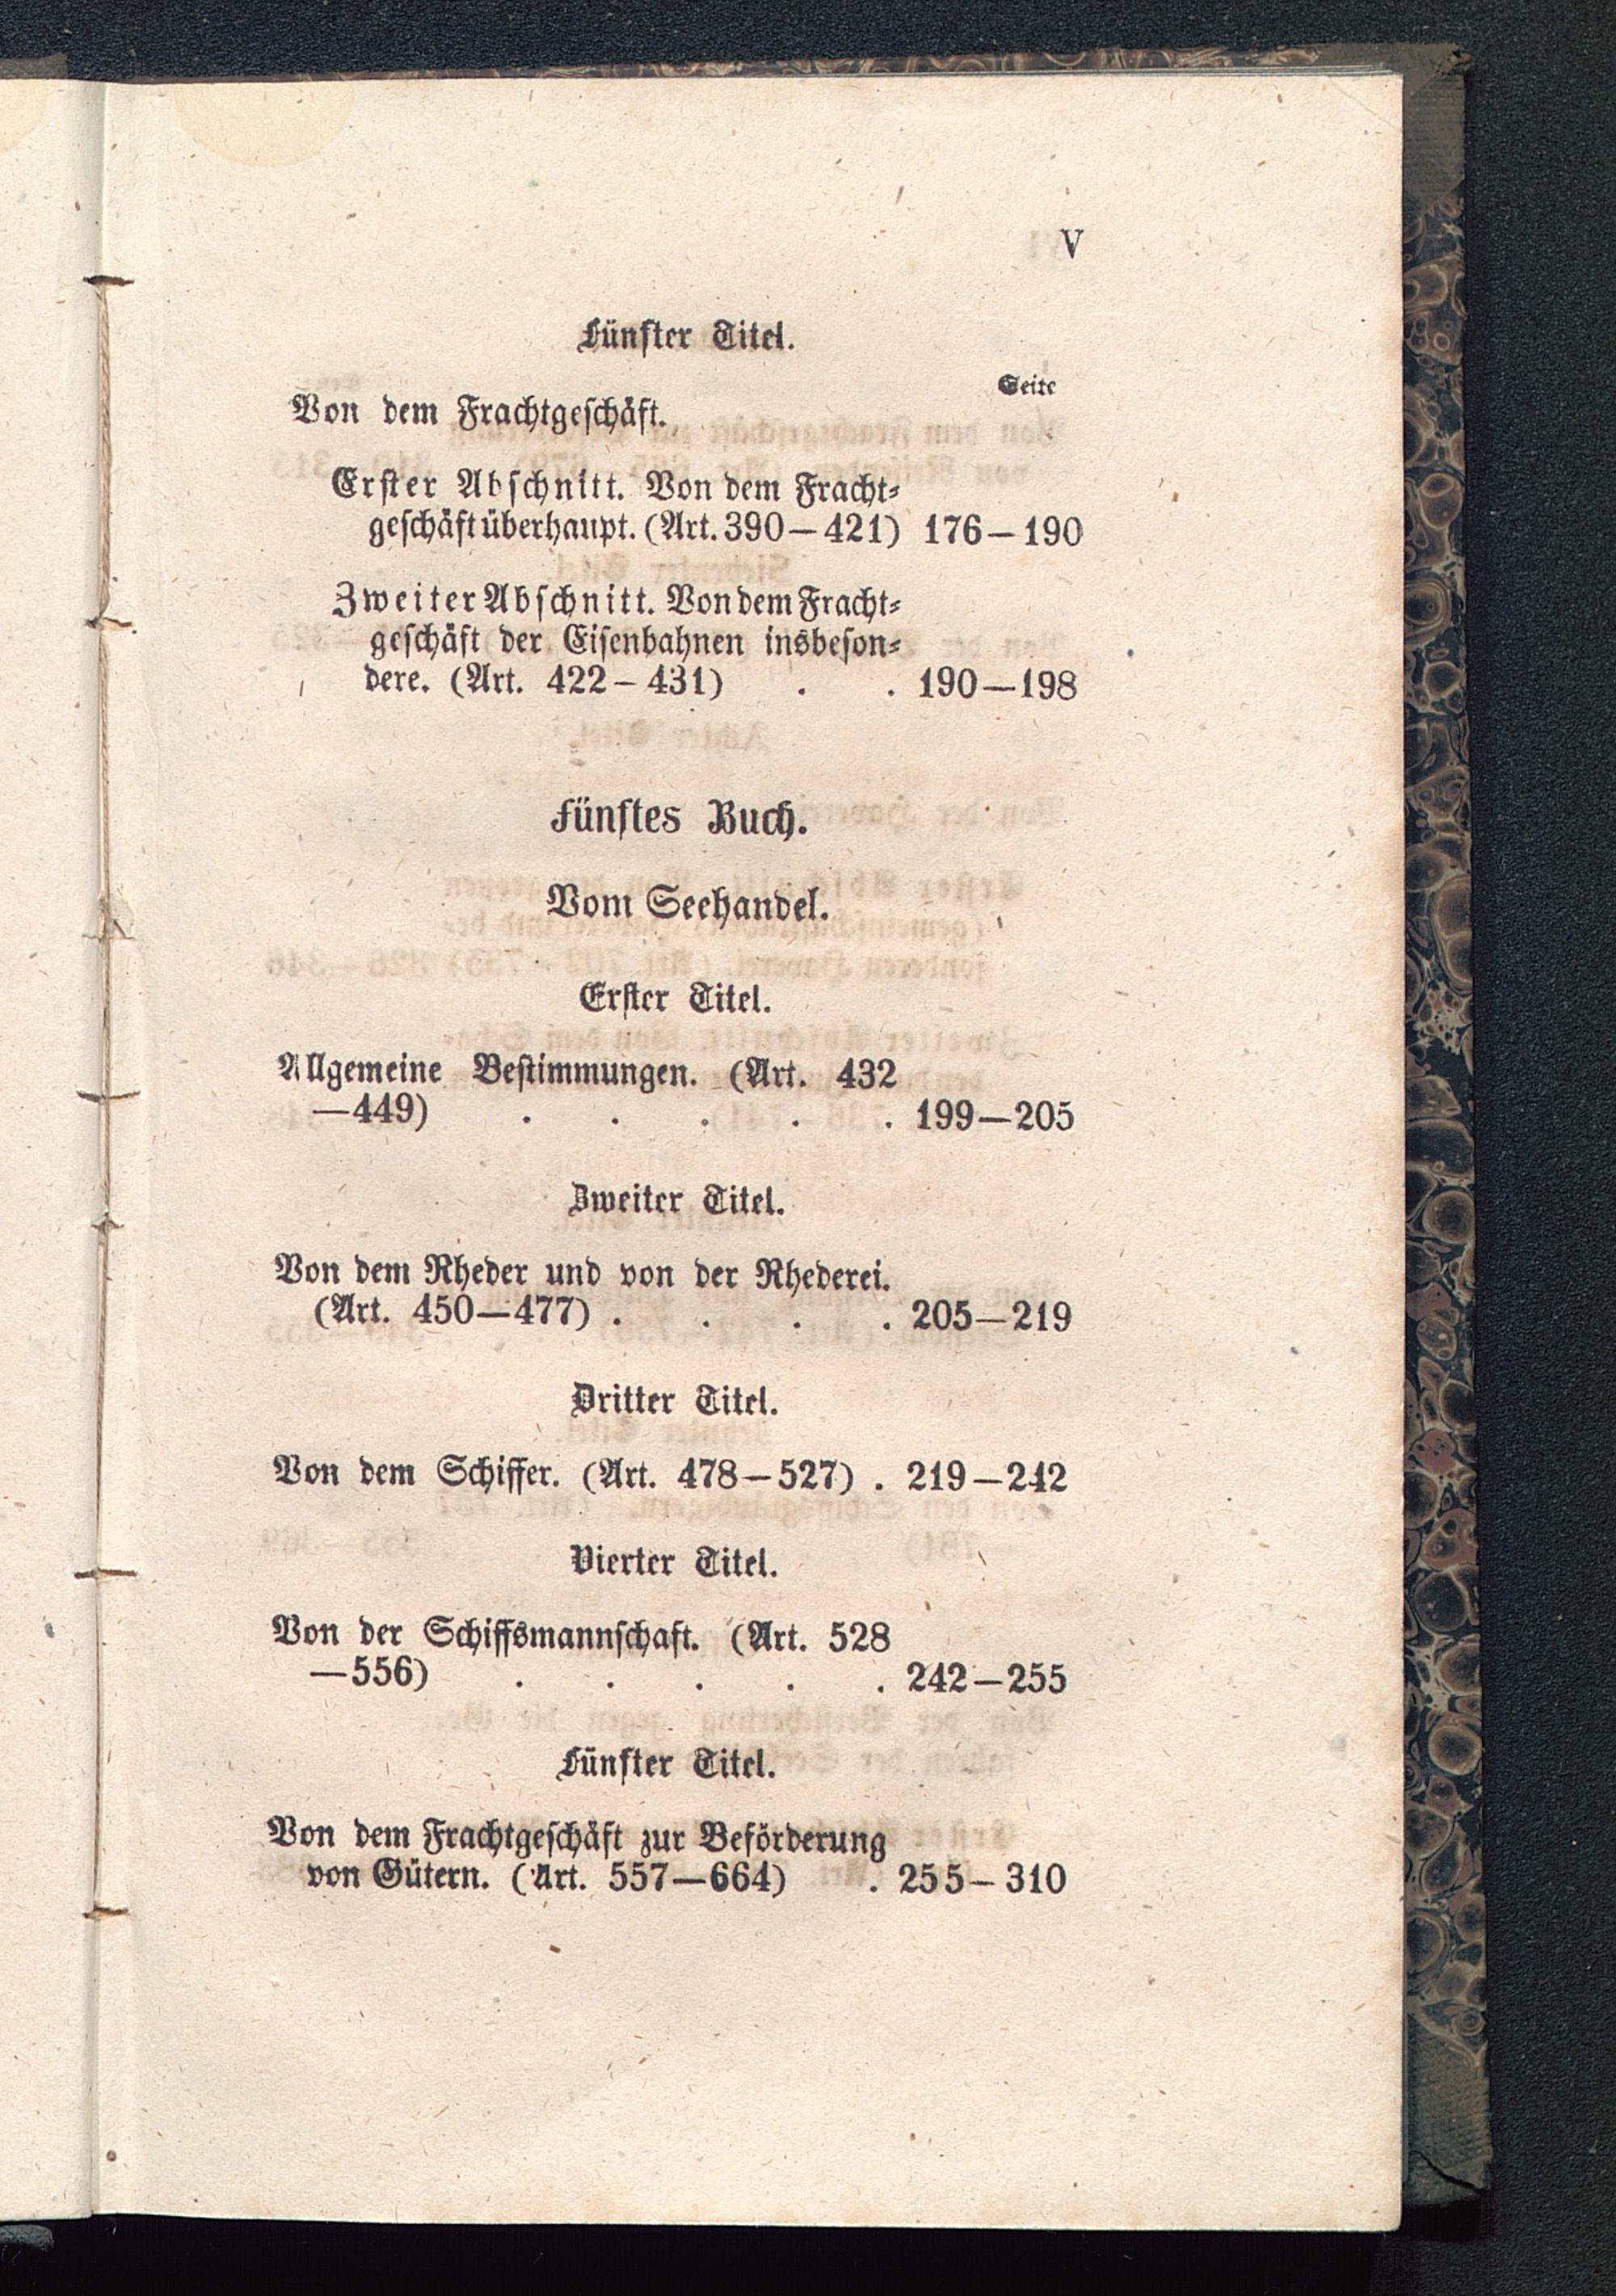 V
Fünfter Titel.
Seite
Von dem Frachtgeschäft.
Erster Abschnitt. Von dem Fracht⸗
geschäft überhaupt. (Art. 390—421) 176—190
Zweiter Abschnitt. Von dem Fracht⸗
geschäft der Eisenbahnen insbeson⸗
dere. (Art. 422—431) . . 190—198
Fünftes Buch.
Vom Seehandel.
Erster Titel.
Allgemeine Bestimmungen. (Art. 432
—449) . . . . . 199—205
Zweiter Titel.
Von dem Rheder und von der Rhederei.
(Art. 450—477) . . . . 205—219
Dritter Titel.
Von dem Schiffer. (Art. 478—527) . 219—242
Vierter Titel.
Von der Schiffsmannschaft. (Art. 528
—556) . . . . . 242—255
Fünfter Titel.
Von dem Frachtgeschäft zur Beförderung
von Gütern. (Art. 557—664) . 255—310